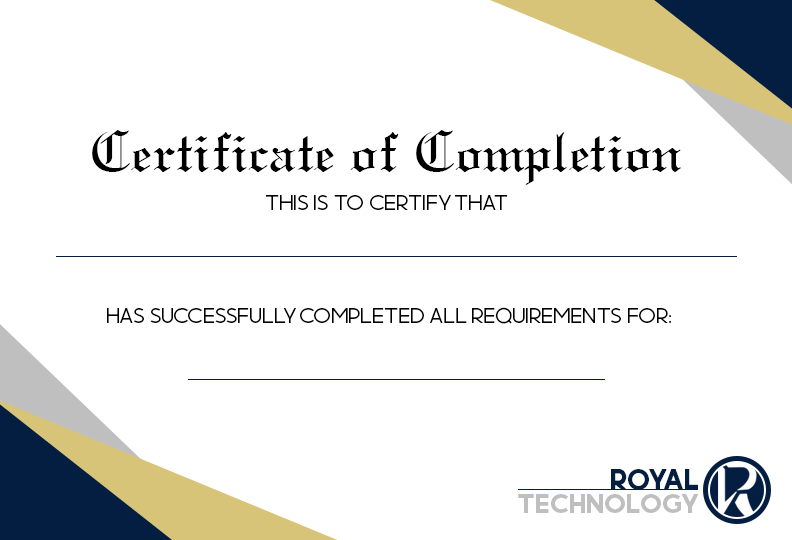 Certificate of Completion
THIS IS TO CERTIFY THAT
HAS SUCCESSFULLY COMPLETED ALL REQUIREMENTS FOR:
ROYAL
TECHNOLOGY
R